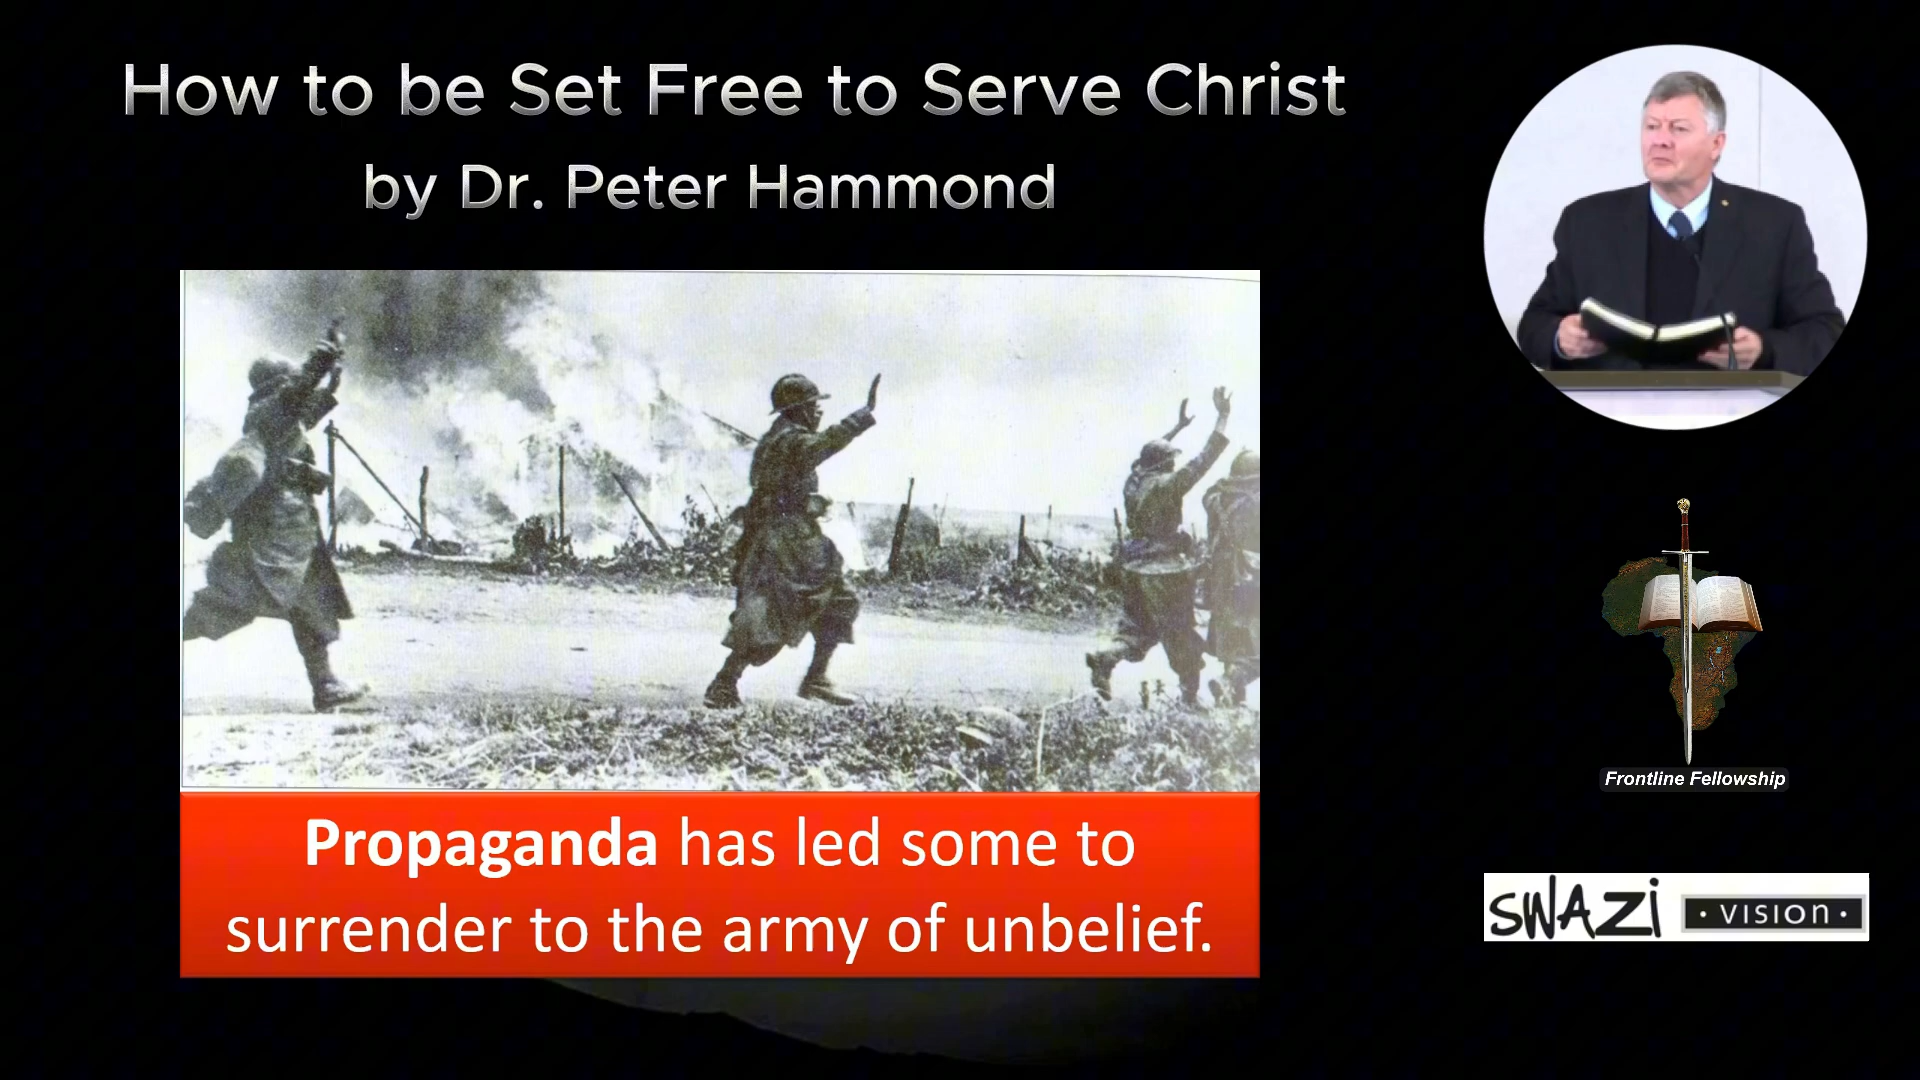 How to be Set Free to Serve Christ
by Dr. Peter Hammond
Propaganda has led some to
surrender to the army of unbelief.
Frontline Fellowship
SWAZi
• VISION •